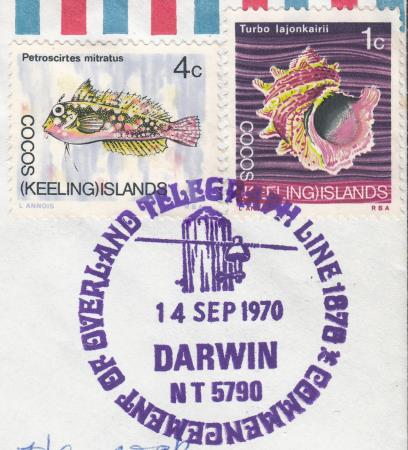 Petroscirtes mitratus
4c
COCOS
(KEELING) ISLANDS
L ANNOIS
Turbo lajonkairii
1c
COCOS
(KEELING) ISLANDS
RBA
COMMENCEMENT OF OVERLAND TELEGRAPH LINE 1870
14 SEP 1970
DARWIN
NT 5790